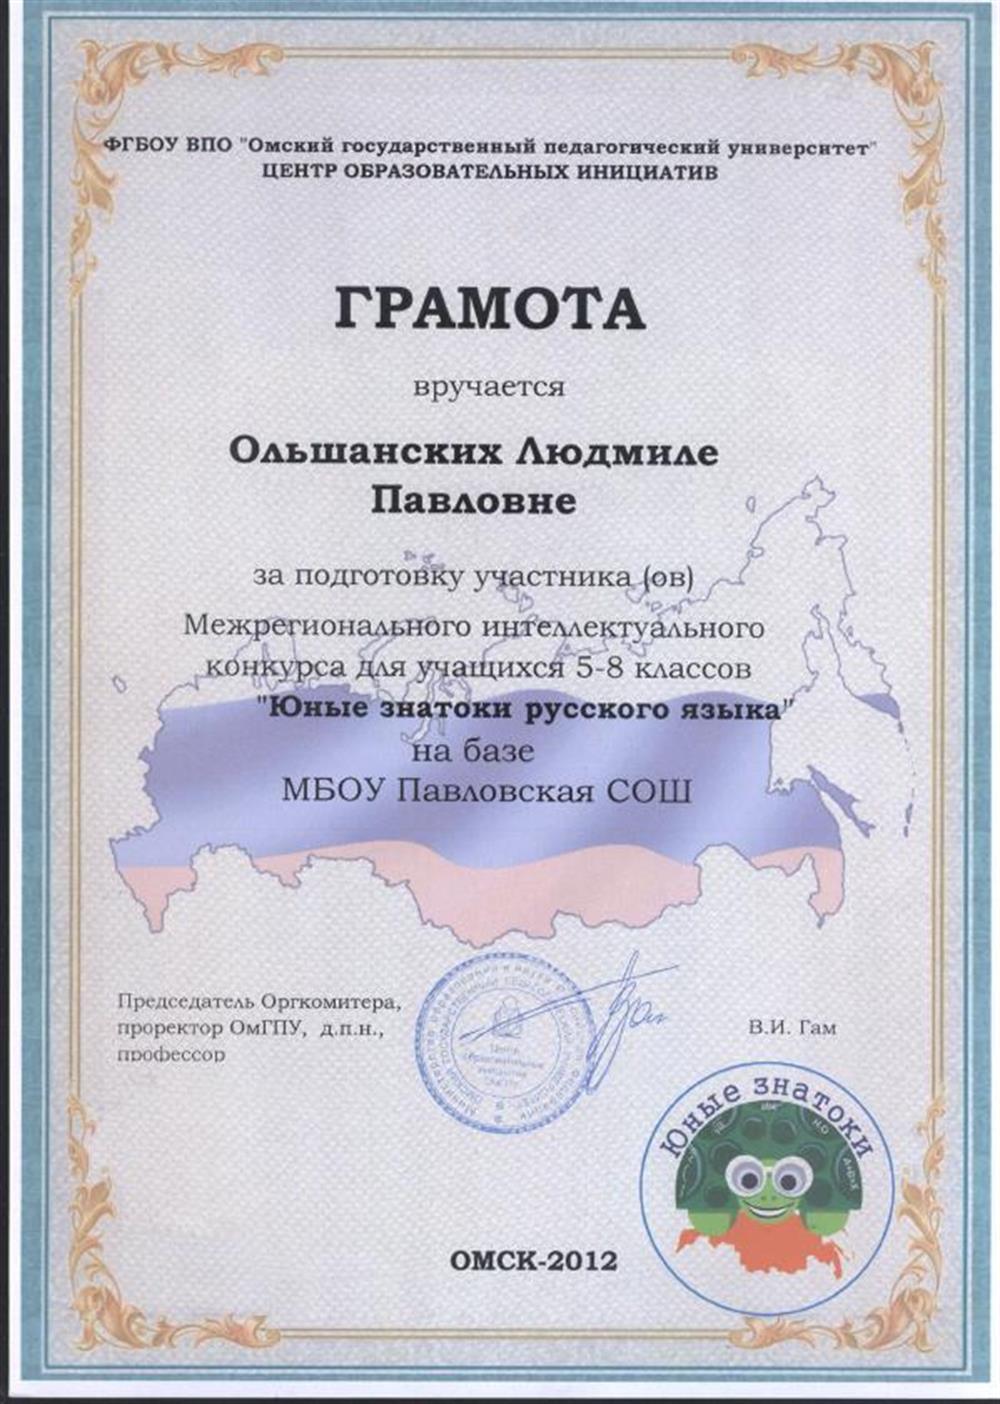 ФГБОУ ВПО "Омский государственный педагогический университет"
ЦЕНТР ОБРАЗОВАТЕЛЬНЫХ ИНИЦИАТИВ
ГРАМОТА
вручается
Ольшанских Людмиле
Павловне
за подготовку участника (ов)
Межрегионального интеллектуального
конкурса для учащихся 5-8 классов
"Юные знатоки русского языка"
на базе
МБОУ Павловская СОШ
Председатель Оргкомитера,
проректор ОмГПУ, д.п.н.,
профессор
В.И. Гам
Юные знатоки
ОМСК-2012